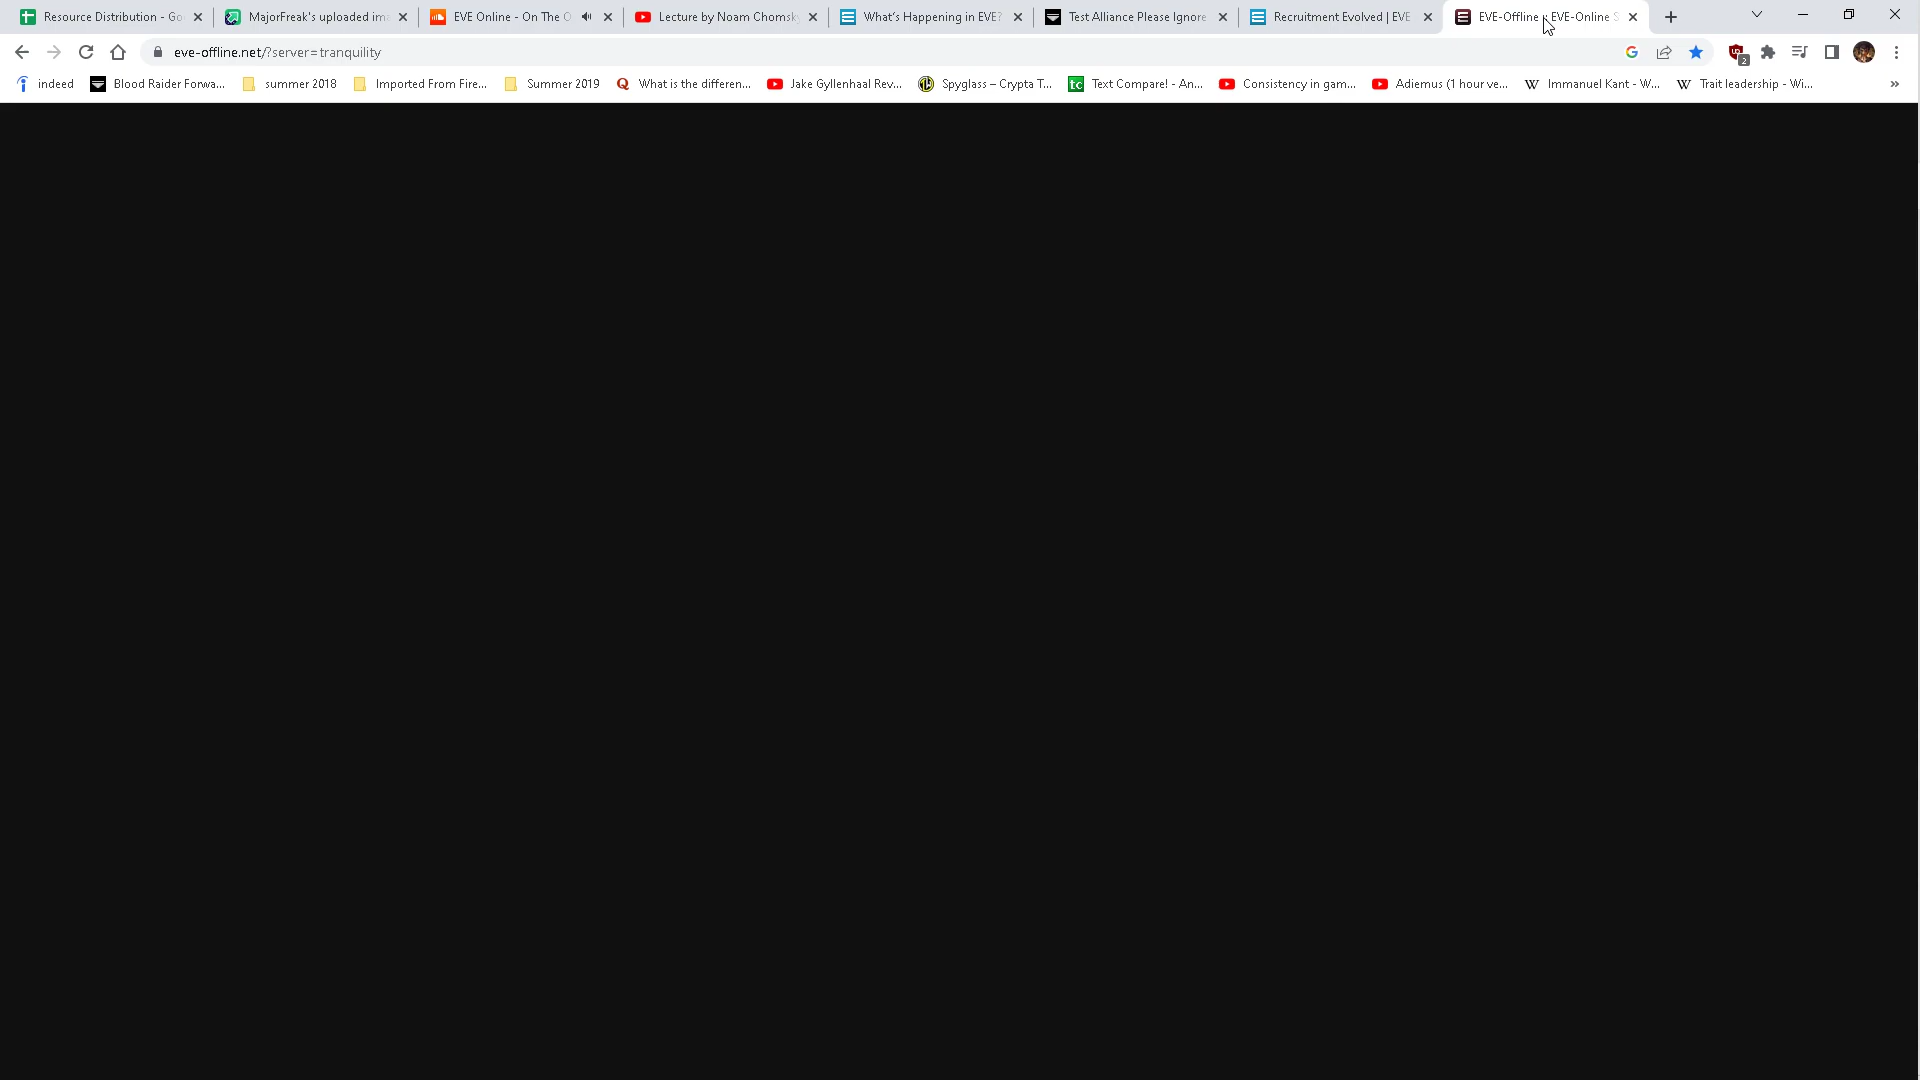 Resource Distribution - Go
MajorFreak's uploaded ima
EVE Online - On The O
Lecture by Noam Chomsk
What's Happening in EVE?
Test Alliance Please Ignore
Recruitment Evolved | EVE
EVE-Offline :: EVE-Online S
eve-offline.net/?server=tranquility
2
indeed
Blood Raider Forwa...
summer 2018
Imported From Fire...
Summer 2019
What is the differen...
Jake Gyllenhaal Rev...
Spyglass – Crypta T...
tc Text Compare! - An...
Consistency in gam...
Adiemus (1 hour ve...
Immanuel Kant - W...
Trait leadership - Wi...